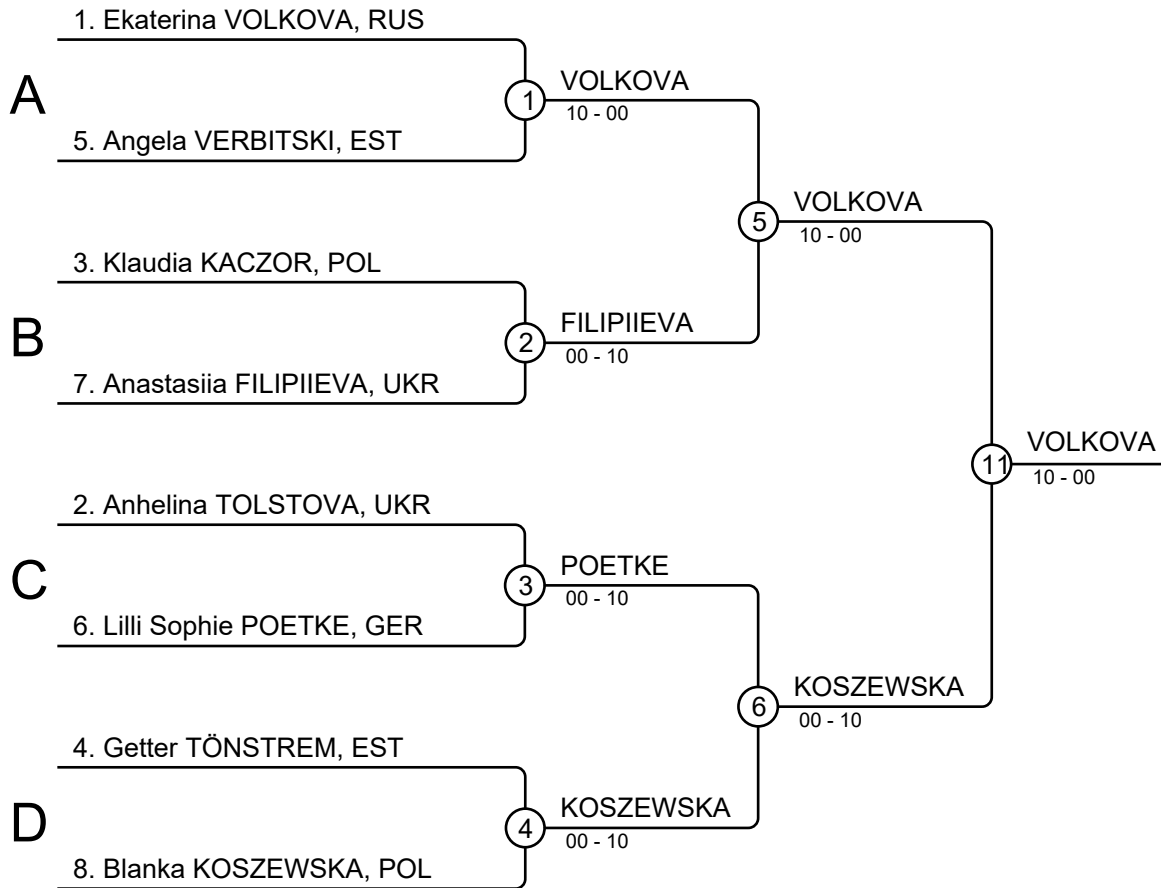 1. Ekaterina VOLKOVA, RUS
A
1
VOLKOVA
10 - 00
5. Angela VERBITSKI, EST
5
VOLKOVA
10 - 00
3. Klaudia KACZOR, POL
B
2
FILIPIIEVA
00 - 10
7. Anastasiia FILIPIIEVA, UKR
11
VOLKOVA
10 - 00
2. Anhelina TOLSTOVA, UKR
C
3
POETKE
00 - 10
6. Lilli Sophie POETKE, GER
6
KOSZEWSKA
00 - 10
4. Getter TÖNSTREM, EST
D
4
KOSZEWSKA
00 - 10
8. Blanka KOSZEWSKA, POL